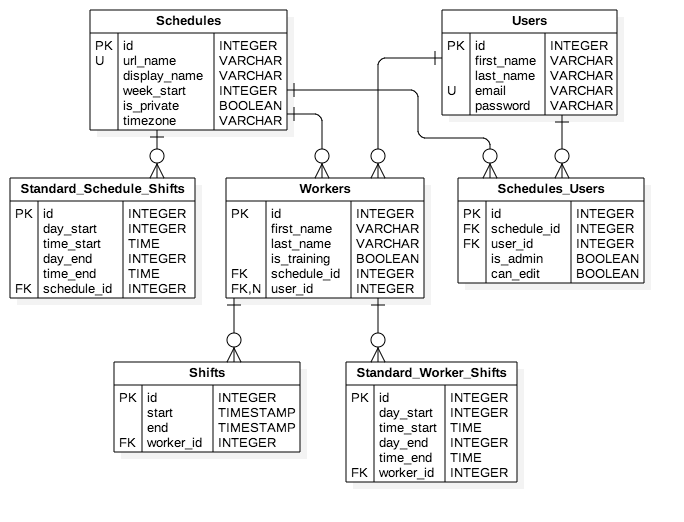 Schedules
PK id INTEGER
U url_name VARCHAR
display_name VARCHAR
week_start INTEGER
is_private BOOLEAN
timezone VARCHAR
Users
PK id INTEGER
first_name VARCHAR
last_name VARCHAR
U email VARCHAR
password VARCHAR
Standard_Schedule_Shifts
PK id INTEGER
day_start INTEGER
time_start TIME
day_end INTEGER
time_end TIME
FK schedule_id INTEGER
Workers
PK id INTEGER
first_name VARCHAR
last_name VARCHAR
is_training BOOLEAN
FK schedule_id INTEGER
FK,N user_id INTEGER
Schedules_Users
PK id INTEGER
FK schedule_id INTEGER
FK user_id INTEGER
is_admin BOOLEAN
can_edit BOOLEAN
Shifts
PK id INTEGER
start TIMESTAMP
end TIMESTAMP
FK worker_id INTEGER
Standard_Worker_Shifts
PK id INTEGER
day_start INTEGER
time_start TIME
day_end INTEGER
time_end TIME
FK worker_id INTEGER